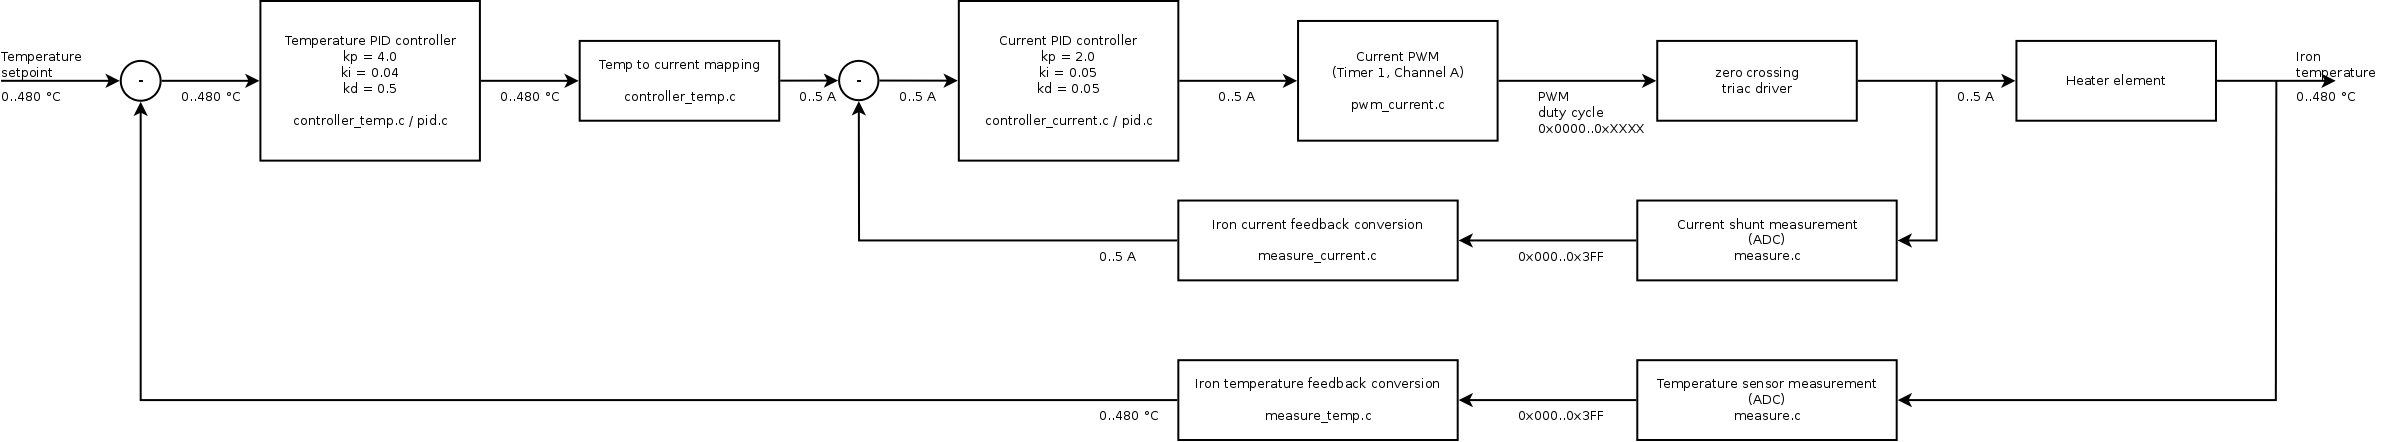 Temperature
setpoint
0..480 °C
-
0..480 °C
Temperature PID controller
kp = 4.0
ki = 0.04
kd = 0.5
controller_temp.c / pid.c
0..480 °C
Temp to current mapping
controller_temp.c
0..5 A
-
0..5 A
Current PID controller
kp = 2.0
ki = 0.05
kd = 0.05
controller_current.c / pid.c
0..5 A
Current PWM
(Timer 1, Channel A)
pwm_current.c
PWM
duty cycle
0x0000..0xXXXX
zero crossing
triac driver
0..5 A
Heater element
Iron
temperature
0..480 °C
Iron current feedback conversion
measure_current.c
0..5 A
0x000..0x3FF
Current shunt measurement
(ADC)
measure.c
Iron temperature feedback conversion
measure_temp.c
0..480 °C
0x000..0x3FF
Temperature sensor measurement
(ADC)
measure.c